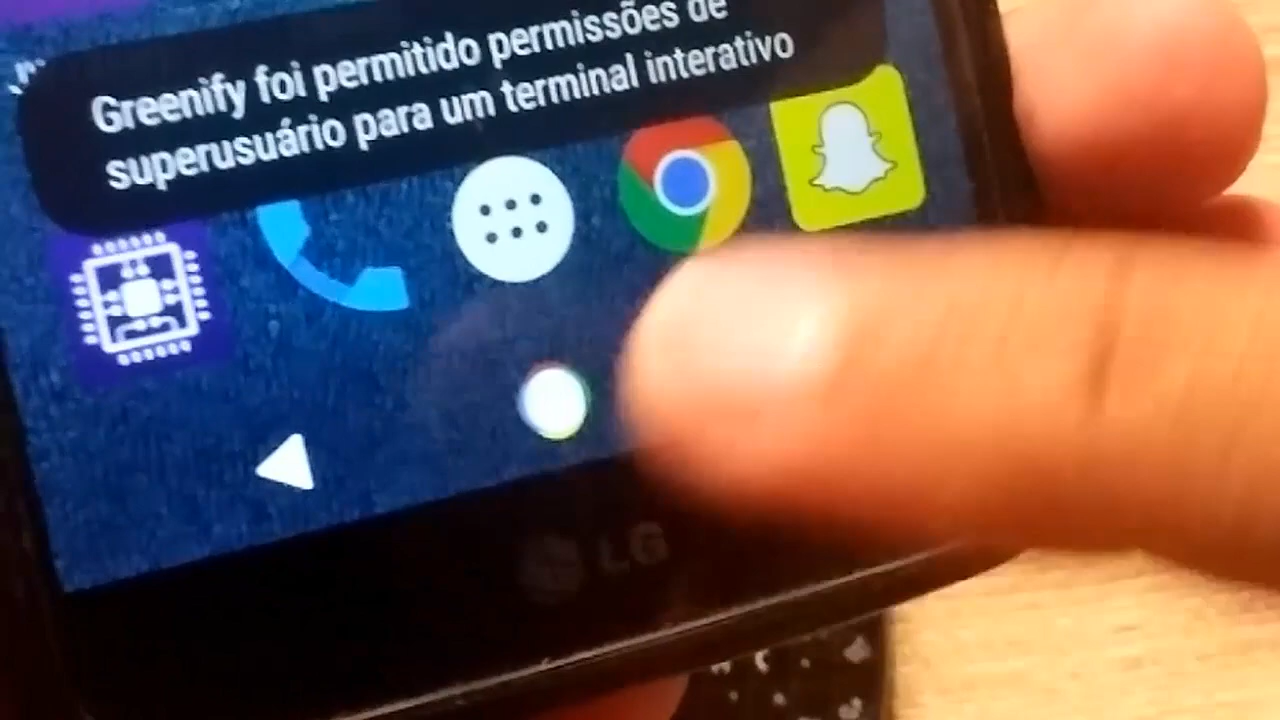 Greenify foi permitido permissões de
superusuário para um terminal interativo
LG